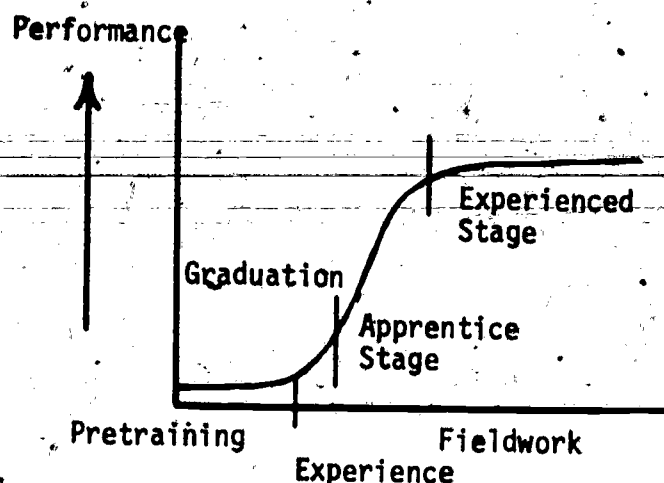 Performance
Graduation
Experienced
Stage
Apprentice
Stage
Pretraining
Fieldwork
Experience